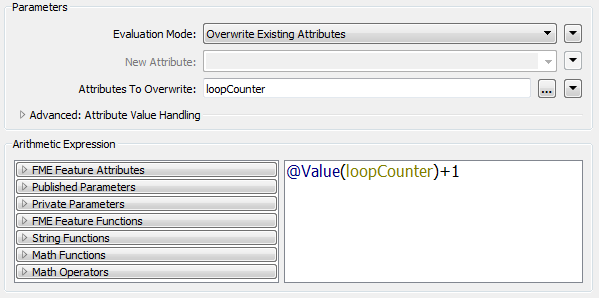 Parameters
Evaluation Mode: Overwrite Existing Attributes
New Attribute:
Attributes To Overwrite: loopCounter ...
Advanced: Attribute Value Handling
Arithmetic Expression
FME Feature Attributes
Published Parameters
Private Parameters
FME Feature Functions
String Functions
Math Functions
Math Operators
@Value(loopCounter)+1